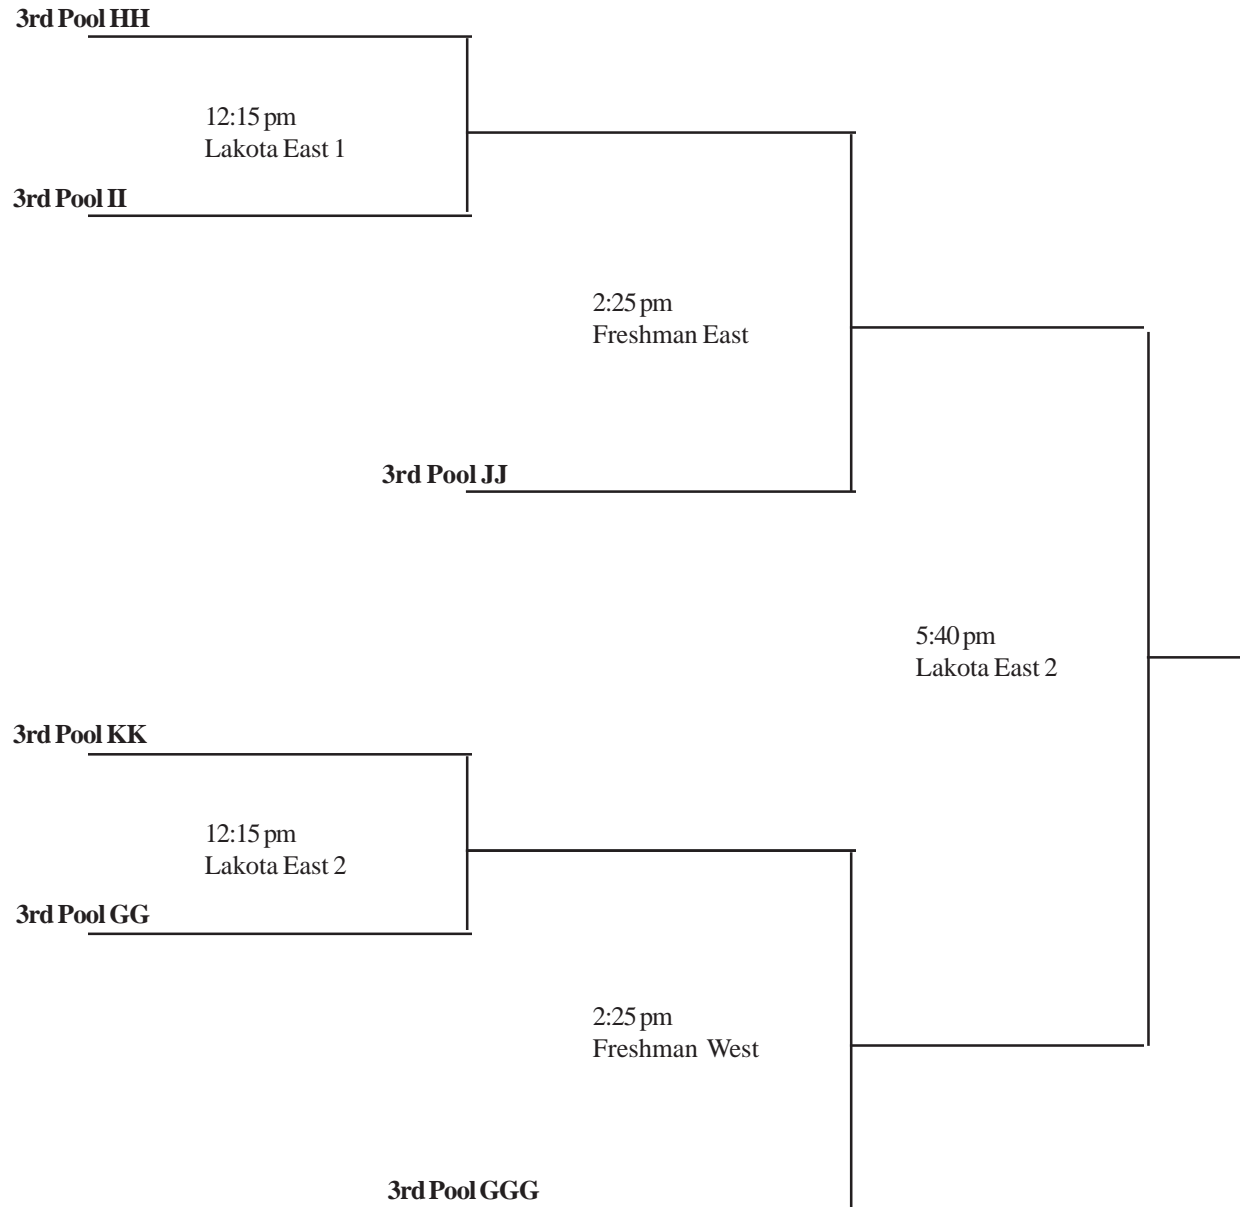 3rd Pool HH
12:15 pm
Lakota East 1
3rd Pool II
2:25 pm
Freshman East
3rd Pool JJ
5:40 pm
Lakota East 2
3rd Pool KK
12:15 pm
Lakota East 2
3rd Pool GG
2:25 pm
Freshman West
3rd Pool GGG